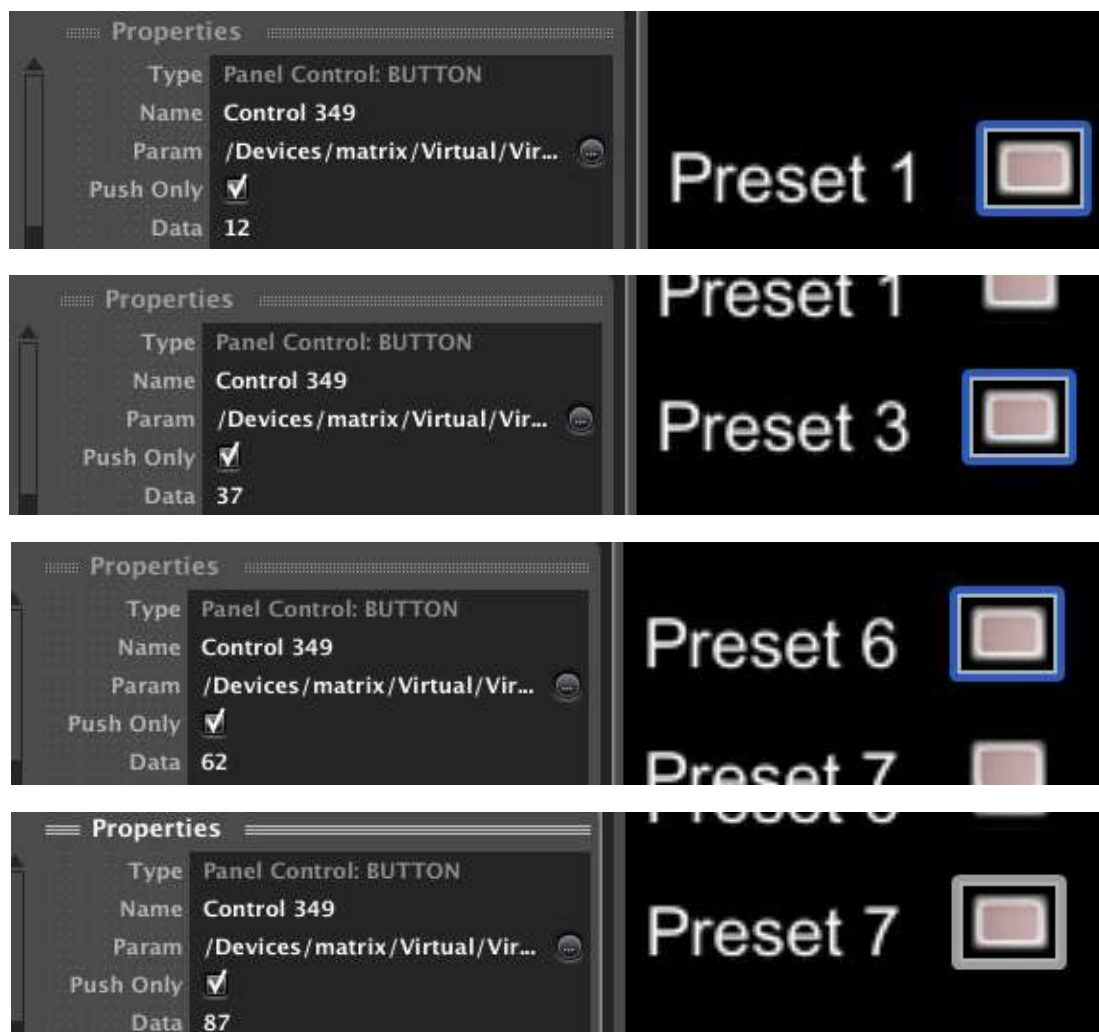 Properties
Type Panel Control: BUTTON
Name Control 349
Param /Devices/matrix/Virtual/Vir...
Push Only
Data 12
Preset 1
Properties
Type Panel Control: BUTTON
Name Control 349
Param /Devices/matrix/Virtual/Vir...
Push Only
Data 37
Preset 1
Preset 3
Properties
Type Panel Control: BUTTON
Name Control 349
Param /Devices/matrix/Virtual/Vir...
Push Only
Data 62
Preset 6
Preset 7
Properties
Type Panel Control: BUTTON
Name Control 349
Param /Devices/matrix/Virtual/Vir...
Push Only
Data 87
Preset 7